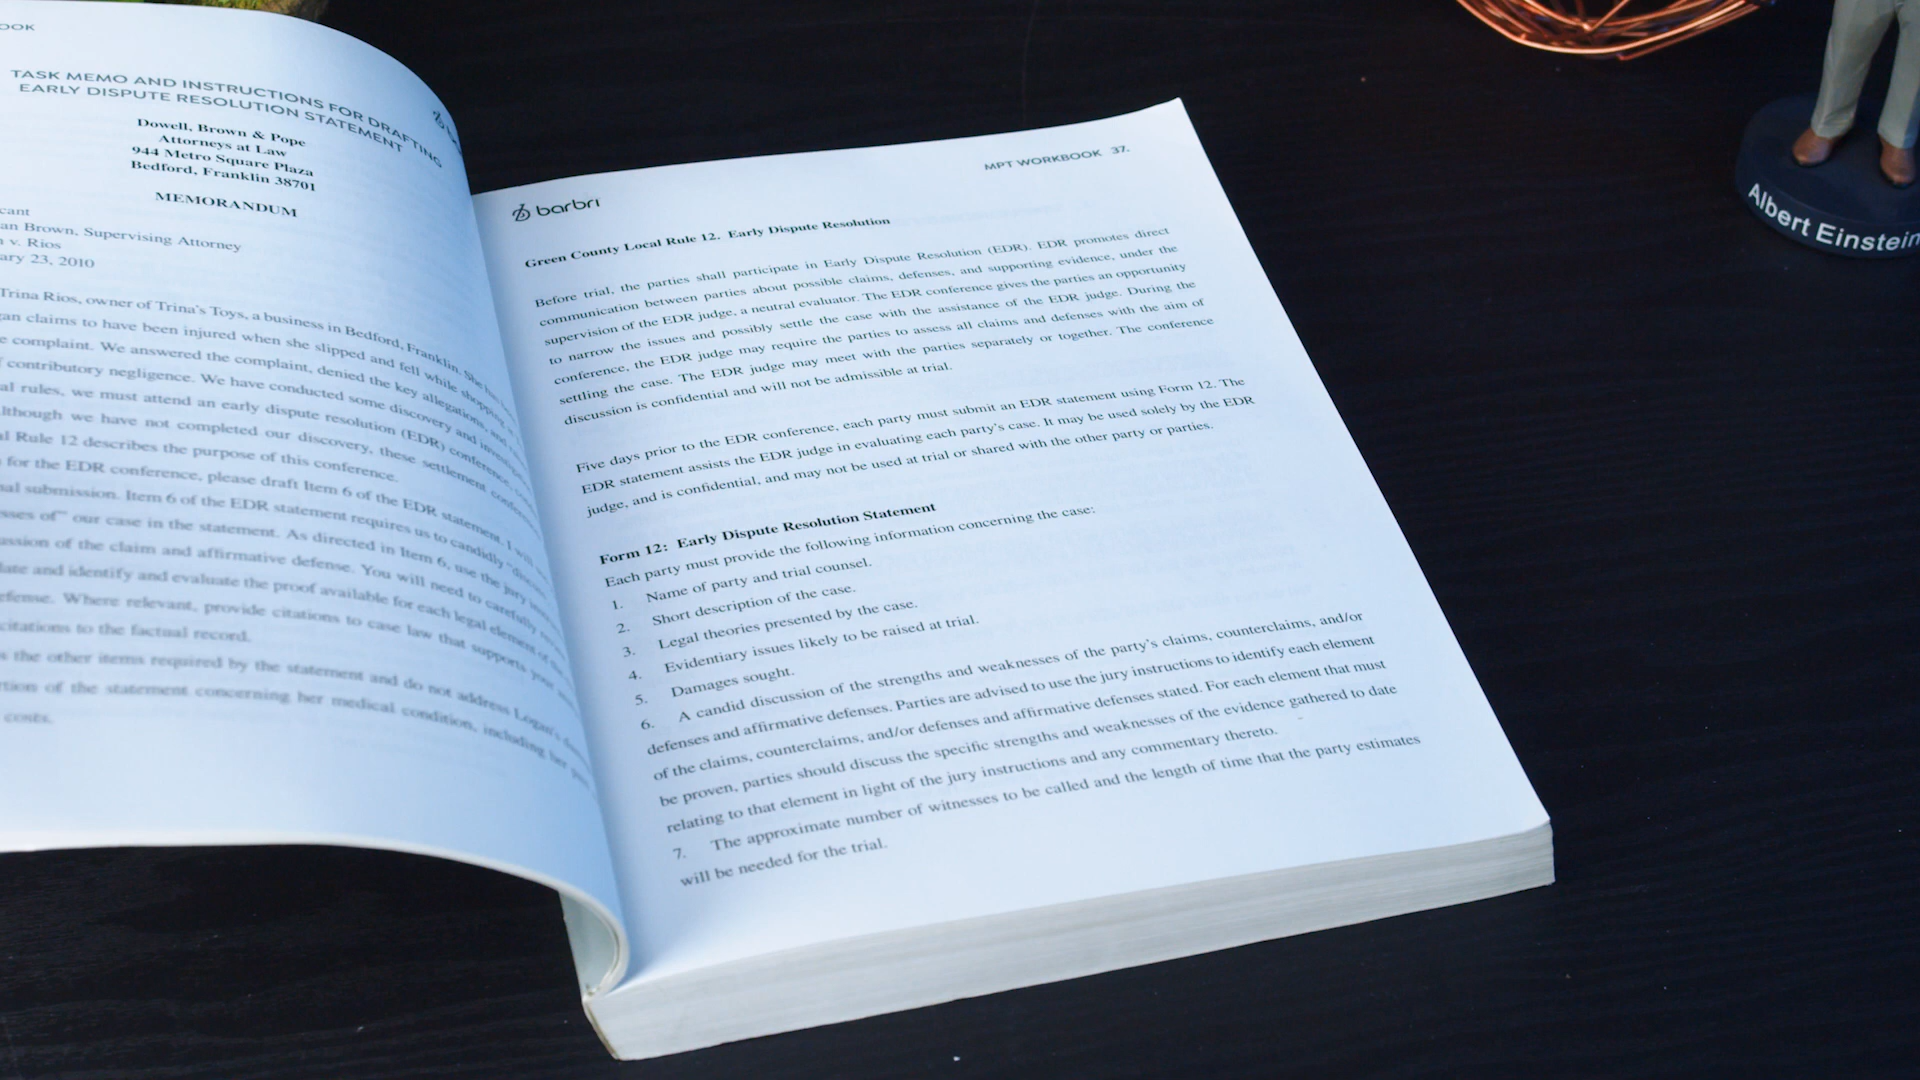 OOK
TASK MEMO AND INSTRUCTIONS FOR DRAFTING
EARLY DISPUTE RESOLUTION STATEMENT
Dowell, Brown & Pope
Attorneys at Law
944 Metro Square Plaza
Bedford, Franklin 38701
MEMORANDUM
cant
an Brown, Supervising Attorney
v. Rios
ary 23, 2010
Trina Rios, owner of Trina's Toys, a business in Bedford, Franklin. She
an claims to have been injured when she slipped and fell while shopping
complaint. We answered the complaint, denied the key allegations, and
contributory negligence. We have conducted some discovery and
al rules, we must attend an early dispute resolution (EDR)
lthough we have not completed our discovery, these settlement
l Rule 12 describes the purpose of this conference.
for the EDR conference, please draft Item 6 of the EDR statement. I
al submission. Item 6 of the EDR statement requires us to candidly
sses of" our case in the statement. As directed in Item 6, use the jury
ussion of the claim and affirmative defense. You will need to carefully
late and identify and evaluate the proof available for each legal element of
efense. Where relevant, provide citations to case law that supports your
citations to the factual record.
s the other items required by the statement and do not address Logan's
rtion of the statement concerning her medical condition, including her
costs.
barbri
MPT WORKBOOK 37.
Green County Local Rule 12. Early Dispute Resolution
Before trial, the parties shall participate in Early Dispute Resolution (EDR). EDR promotes direct
communication between parties about possible claims, defenses, and supporting evidence, under the
supervision of the EDR judge, a neutral evaluator. The EDR conference gives the parties an opportunity
to narrow the issues and possibly settle the case with the assistance of the EDR judge. During the
conference, the EDR judge may require the parties to assess all claims and defenses with the aim of
settling the case. The EDR judge may meet with the parties separately or together. The conference
discussion is confidential and will not be admissible at trial.
Five days prior to the EDR conference, each party must submit an EDR statement using Form 12. The
EDR statement assists the EDR judge in evaluating each party's case. It may be used solely by the EDR
judge, and is confidential, and may not be used at trial or shared with the other party or parties.
Form 12: Early Dispute Resolution Statement
Each party must provide the following information concerning the case:
1. Name of party and trial counsel.
2. Short description of the case.
3. Legal theories presented by the case.
4. Evidentiary issues likely to be raised at trial.
5. Damages sought.
6. A candid discussion of the strengths and weaknesses of the party's claims, counterclaims, and/or
defenses and affirmative defenses. Parties are advised to use the jury instructions to identify each element
of the claims, counterclaims, and/or defenses and affirmative defenses stated. For each element that must
be proven, parties should discuss the specific strengths and weaknesses of the evidence gathered to date
relating to that element in light of the jury instructions and any commentary thereto.
7. The approximate number of witnesses to be called and the length of time that the party estimates
will be needed for the trial.
Albert Einstein